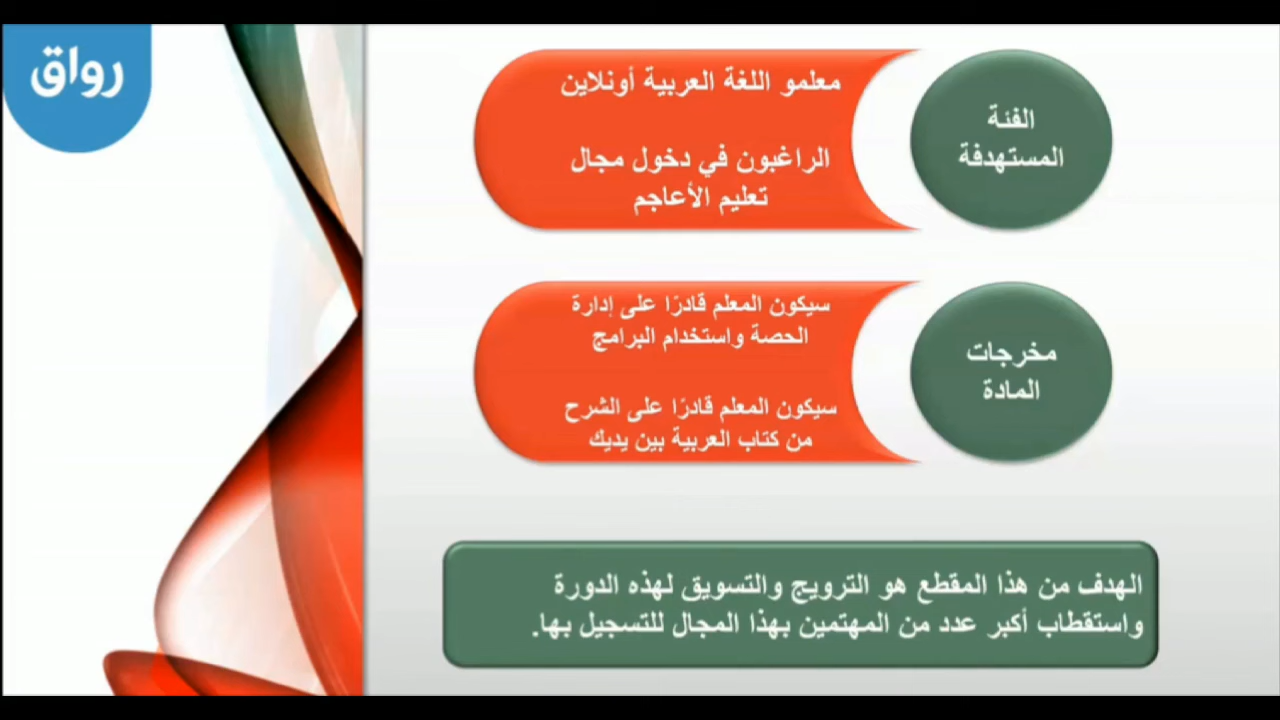 رواق
الفئة
المستهدفة
معلمو اللغة العربية أونلاين
الراغبون في دخول مجال
تعليم الأعاجم
مخرجات
المادة
سيكون المعلم قادرًا على إدارة
الحصة واستخدام البرامج
سيكون المعلم قادرًا على الشرح
من كتاب العربية بين يديك
الهدف من هذا المقطع هو الترويج والتسويق لهذه الدورة
واستقطاب أكبر عدد من المهتمين بهذا المجال للتسجيل بها.